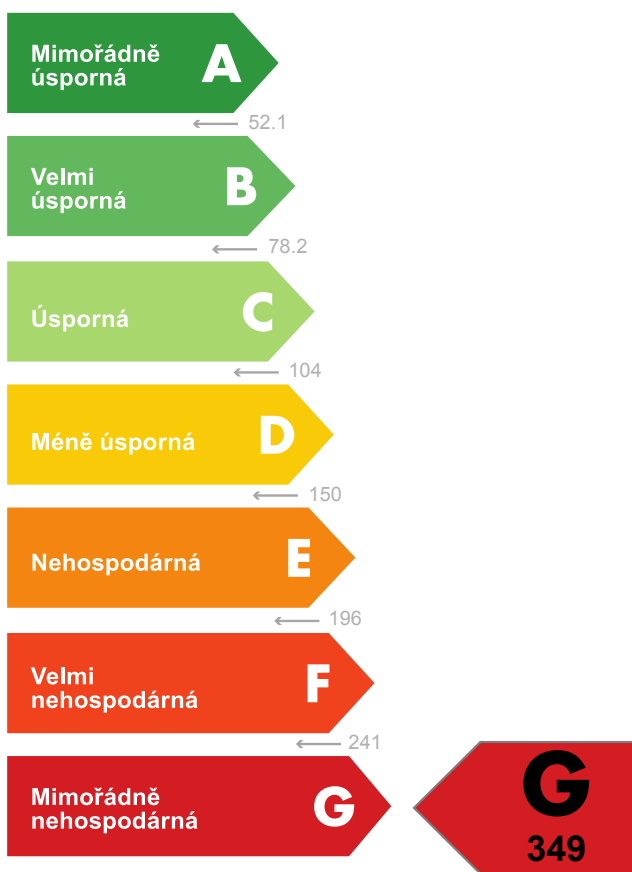 Mimořádně
úsporná
A
52.1
Velmi
úsporná
B
78.2
Úsporná
C
104
Méně úsporná
D
150
Nehospodárná
E
196
Velmi
nehospodárná
F
241
Mimořádně
nehospodárná
G
G
349